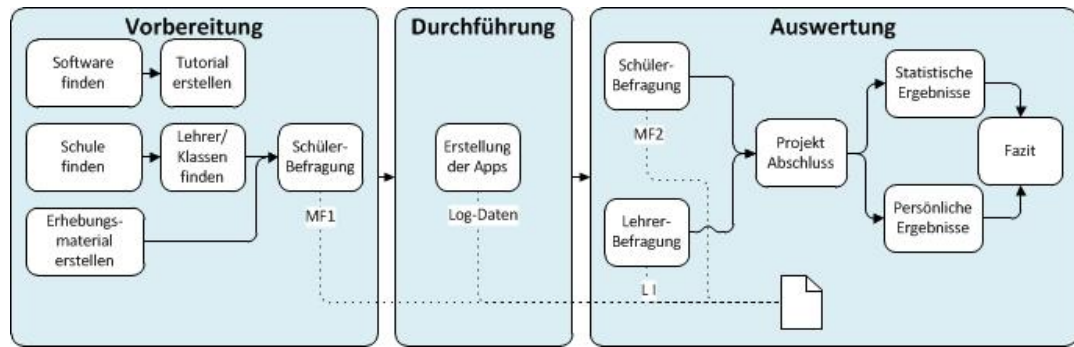 Vorbereitung
Software
finden
Tutorial
erstellen
Schule
finden
Lehrer/
Klassen
finden
Schüler-
Befragung
MF1
Erhebungs-
material
erstellen
Durchführung
Erstellung
der Apps
Log-Daten
Auswertung
Schüler-
Befragung
MF2
Lehrer-
Befragung
L I
Projekt
Abschluss
Statistische
Ergebnisse
Persönliche
Ergebnisse
Fazit